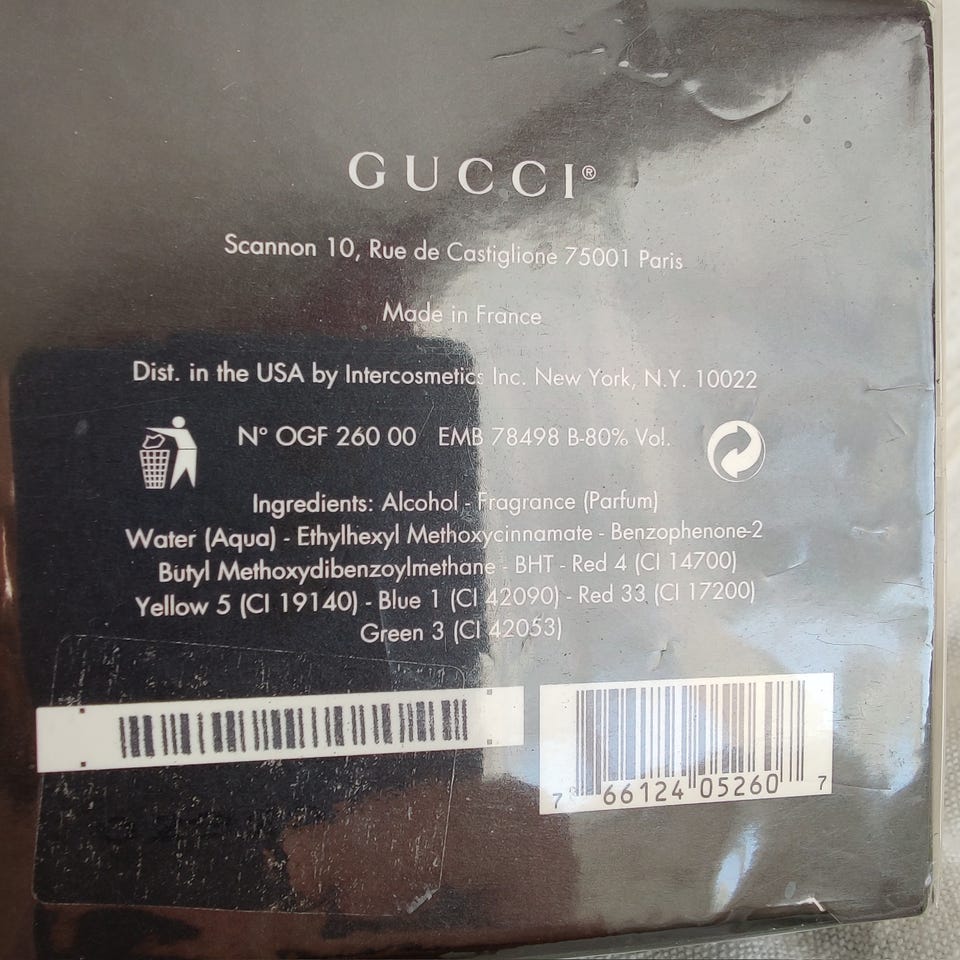 GUCCI®
Scannon 10, Rue de Castiglione 75001 Paris
Made in France
Dist. in the USA by Intercosmetics Inc. New York, N.Y. 10022
N° OGF 260 00 EMB 78498 B-80% Vol.
Ingredients: Alcohol - Fragrance (Parfum)
Water (Aqua) - Ethylhexyl Methoxycinnamate - Benzophenone-2
Butyl Methoxydibenzoylmethane - BHT - Red 4 (CI 14700)
Yellow 5 (CI 19140) - Blue 1 (CI 42090) - Red 33 (CI 17200)
Green 3 (CI 42053)
7 66124 05260 7